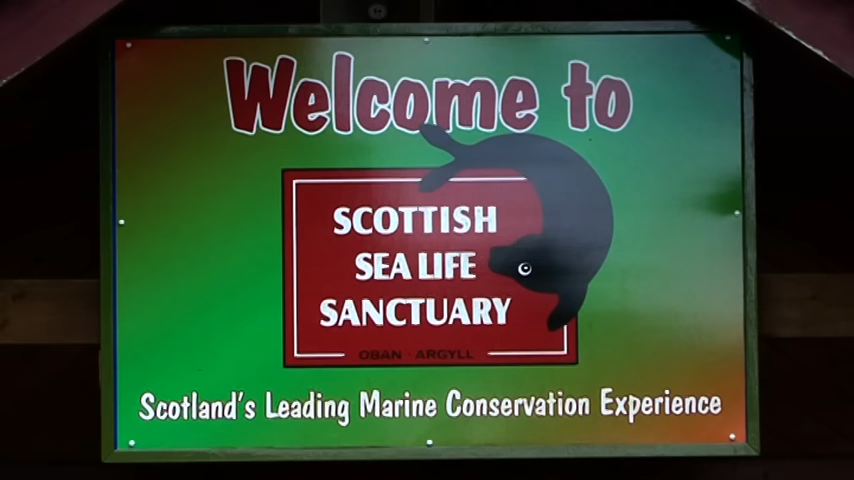 Welcome to
SCOTTISH
SEA LIFE
SANCTUARY
OBAN · ARGYLL
Scotland's Leading Marine Conservation Experience